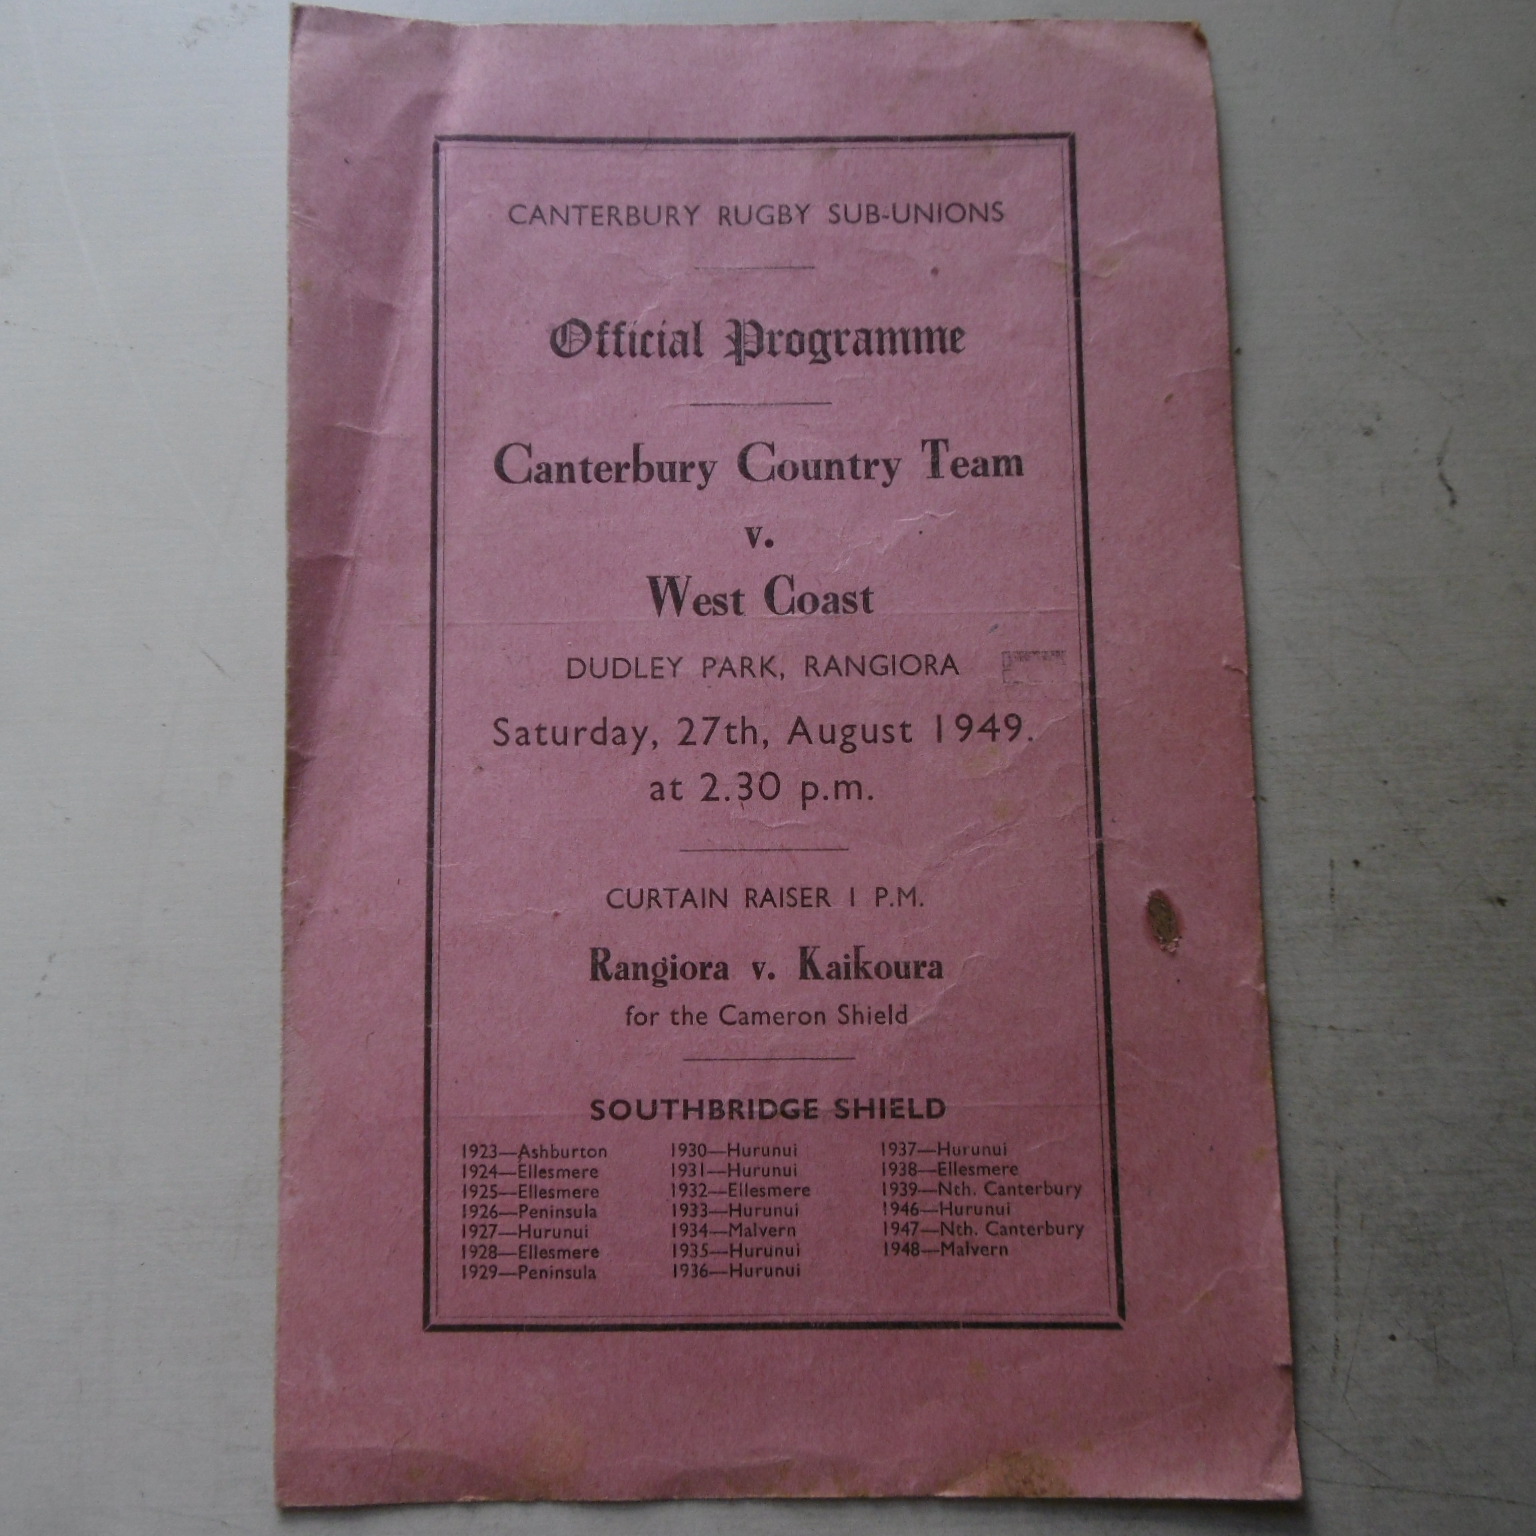 CANTERBURY RUGBY SUB-UNIONS
Official Programme
Canterbury Country Team
v.
West Coast
DUDLEY PARK, RANGIORA
Saturday, 27th, August 1949.
at 2.30 p.m.
CURTAIN RAISER 1 P.M.
Rangiora v. Kaikoura
for the Cameron Shield
SOUTHBRIDGE SHIELD
1923—Ashburton
1924—Ellesmere
1925—Ellesmere
1926—Peninsula
1927—Hurunui
1928—Ellesmere
1929—Peninsula
1930—Hurunui
1931—Hurunui
1932—Ellesmere
1933—Hurunui
1934—Malvern
1935—Hurunui
1936—Hurunui
1937—Hurunui
1938—Ellesmere
1939—Nth. Canterbury
1946—Hurunui
1947—Nth. Canterbury
1948—Malvern